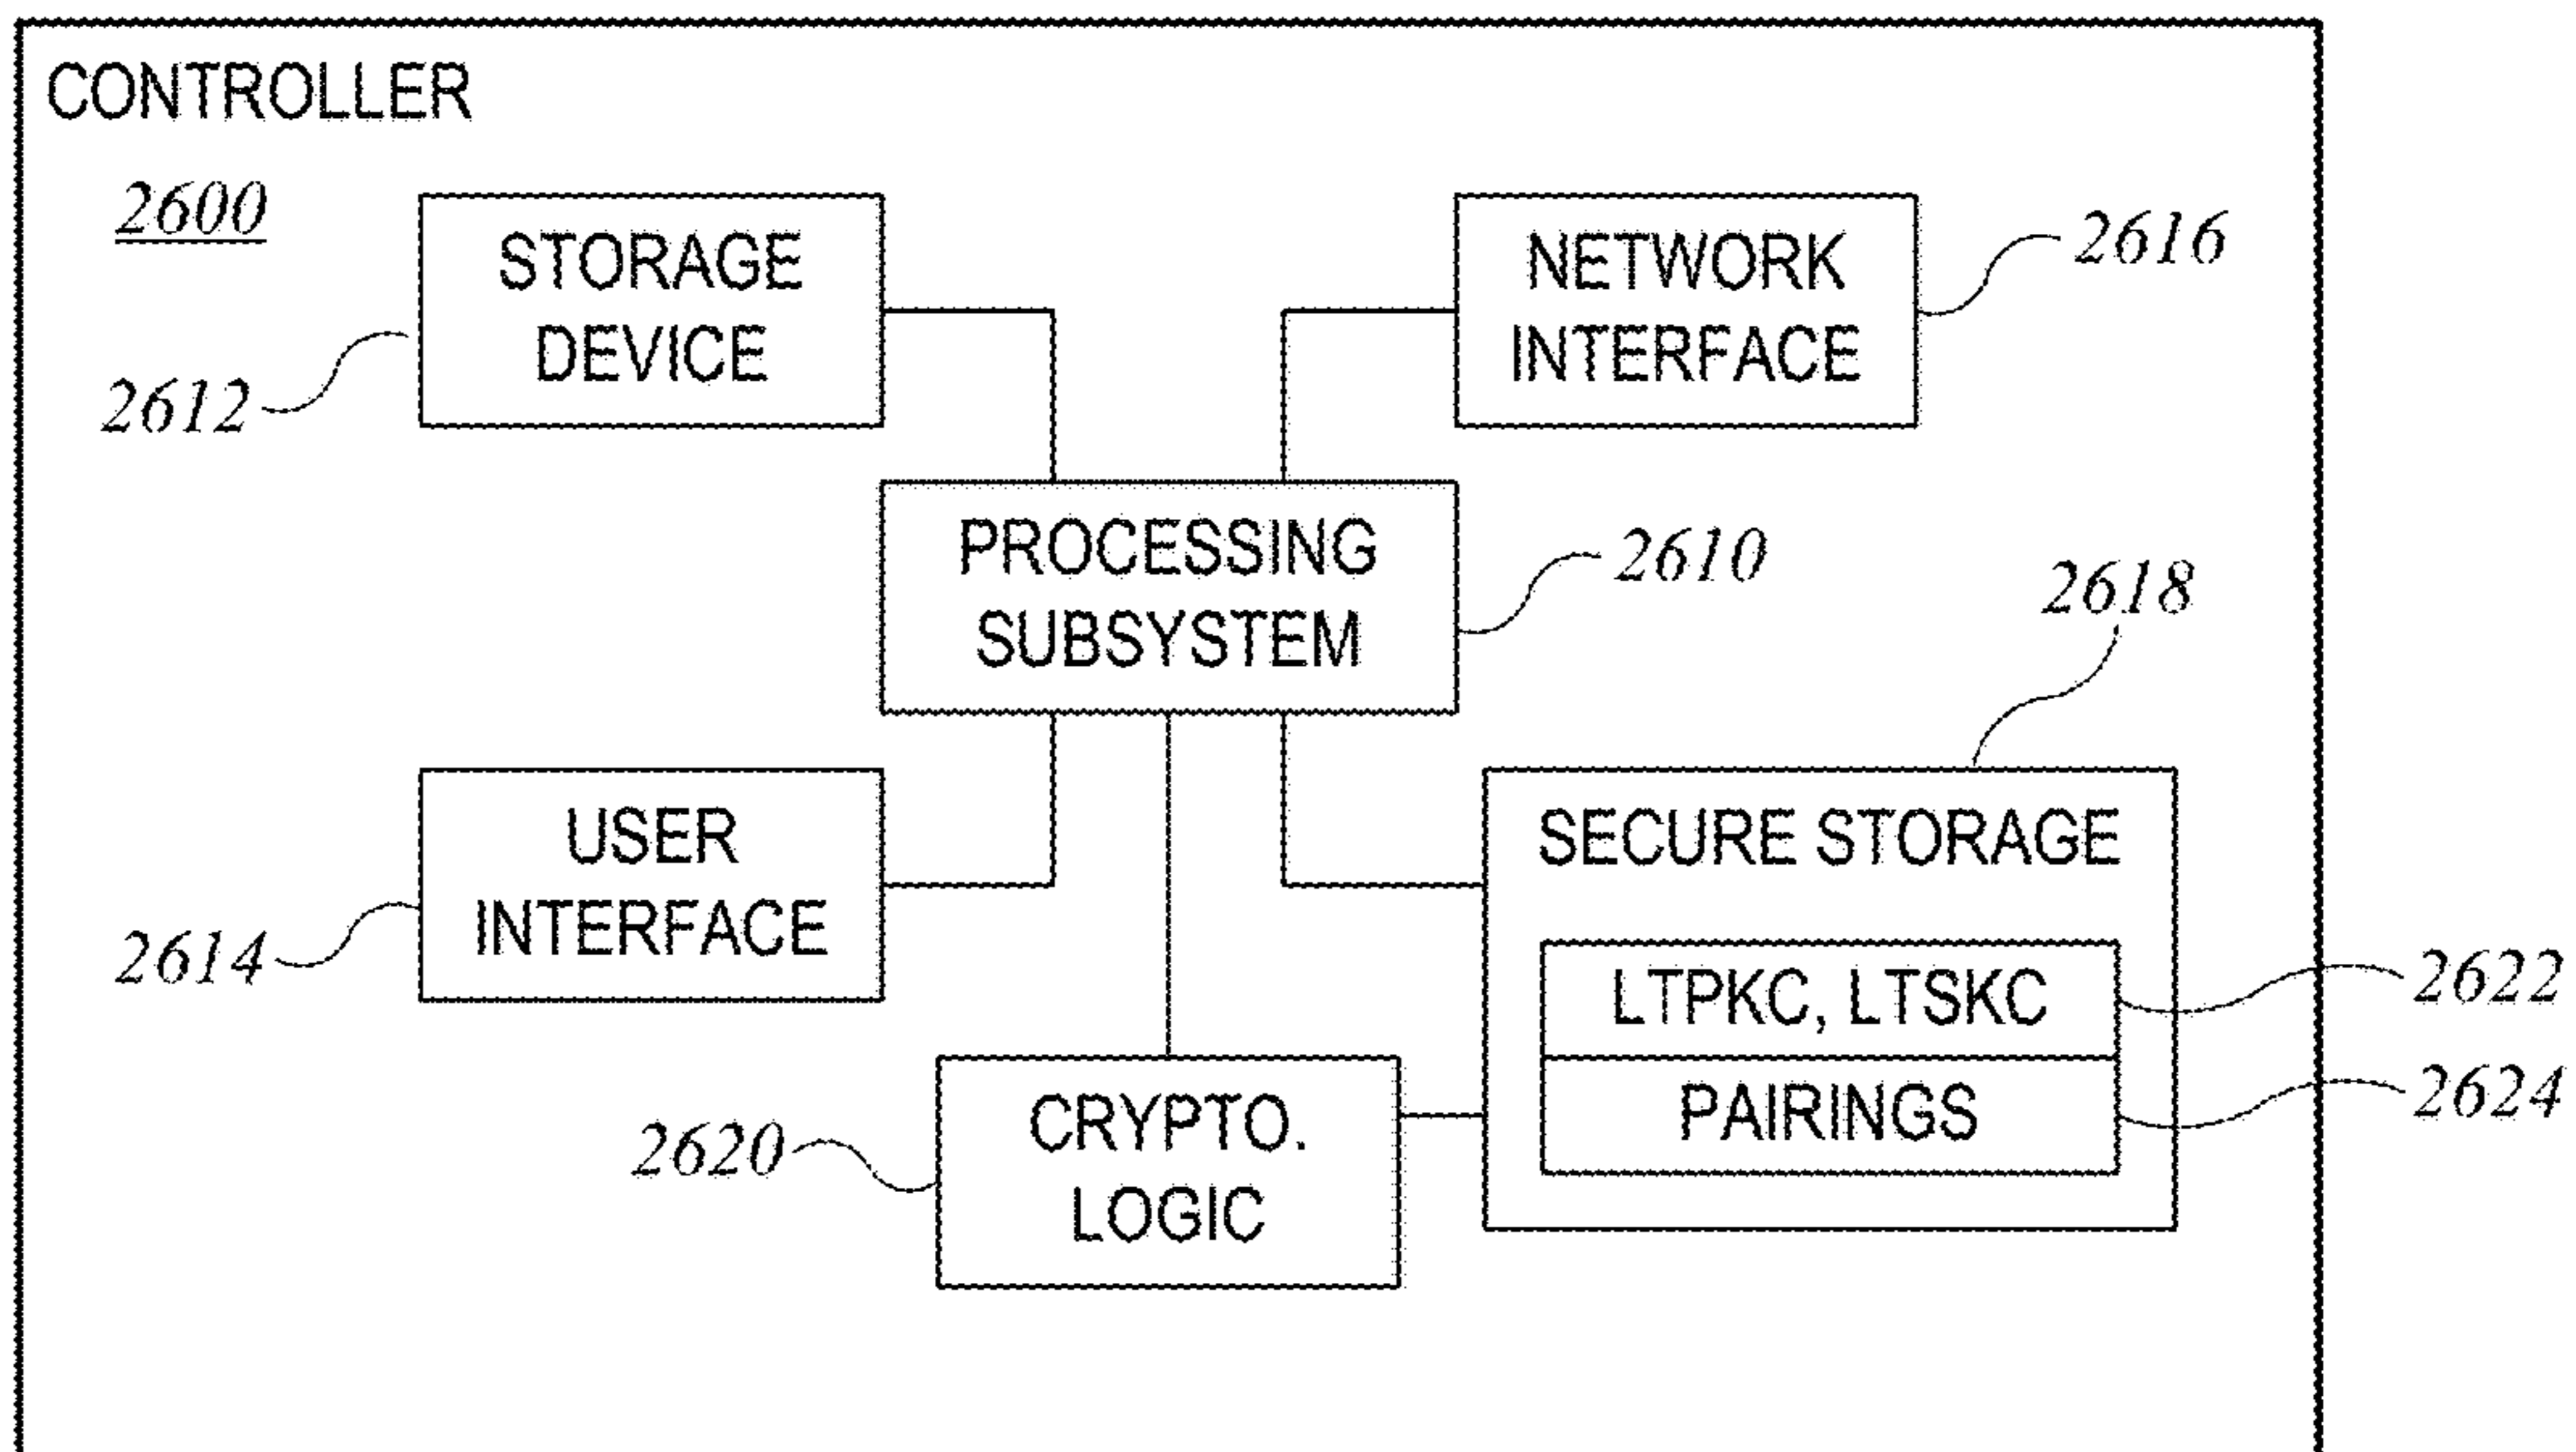 CONTROLLER
2600
STORAGE
DEVICE
2612
NETWORK
INTERFACE
2616
PROCESSING
SUBSYSTEM
2610
2618
USER
INTERFACE
2614
SECURE STORAGE
LTPKC, LTSKC
2622
PAIRINGS
2624
CRYPTO.
LOGIC
2620